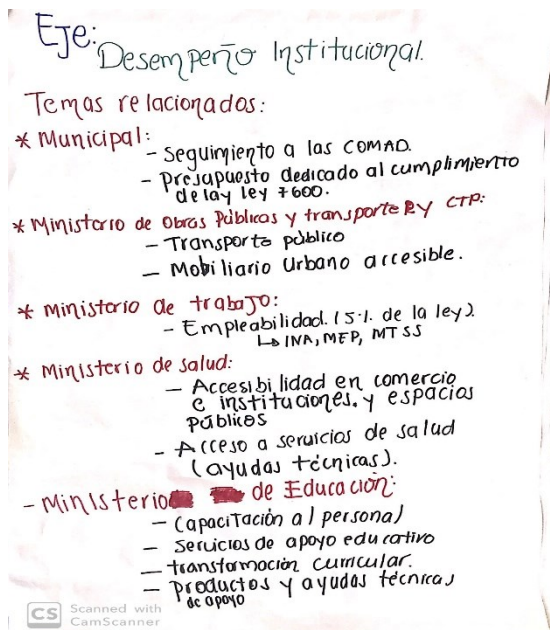 Eje:
Desempeño Institucional.
Temas relacionados:
* Municipal:
- Seguimiento a las COMAD.
- Presupuesto dedicado al cumplimiento
de lay ley 7600.
* Ministerio de Obras Públicas y transporte y CTP:
- Transporte público
- Mobiliario Urbano accesible.
* Ministerio de trabajo:
- Empleabilidad. (5%. de la ley).
↳ INA, MEP, MTSS
* Ministerio de salud:
- Accesibilidad en comercio
e instituciones. y espacios
Públicos
- Acceso a servicios de salud
(ayudas técnicas).
- Ministerio de Educación:
- Capacitación al personal
- Servicios de apoyo educativo
- transformación curricular.
- Productos y ayudas técnicas
de apoyo
CS Scanned with
CamScanner